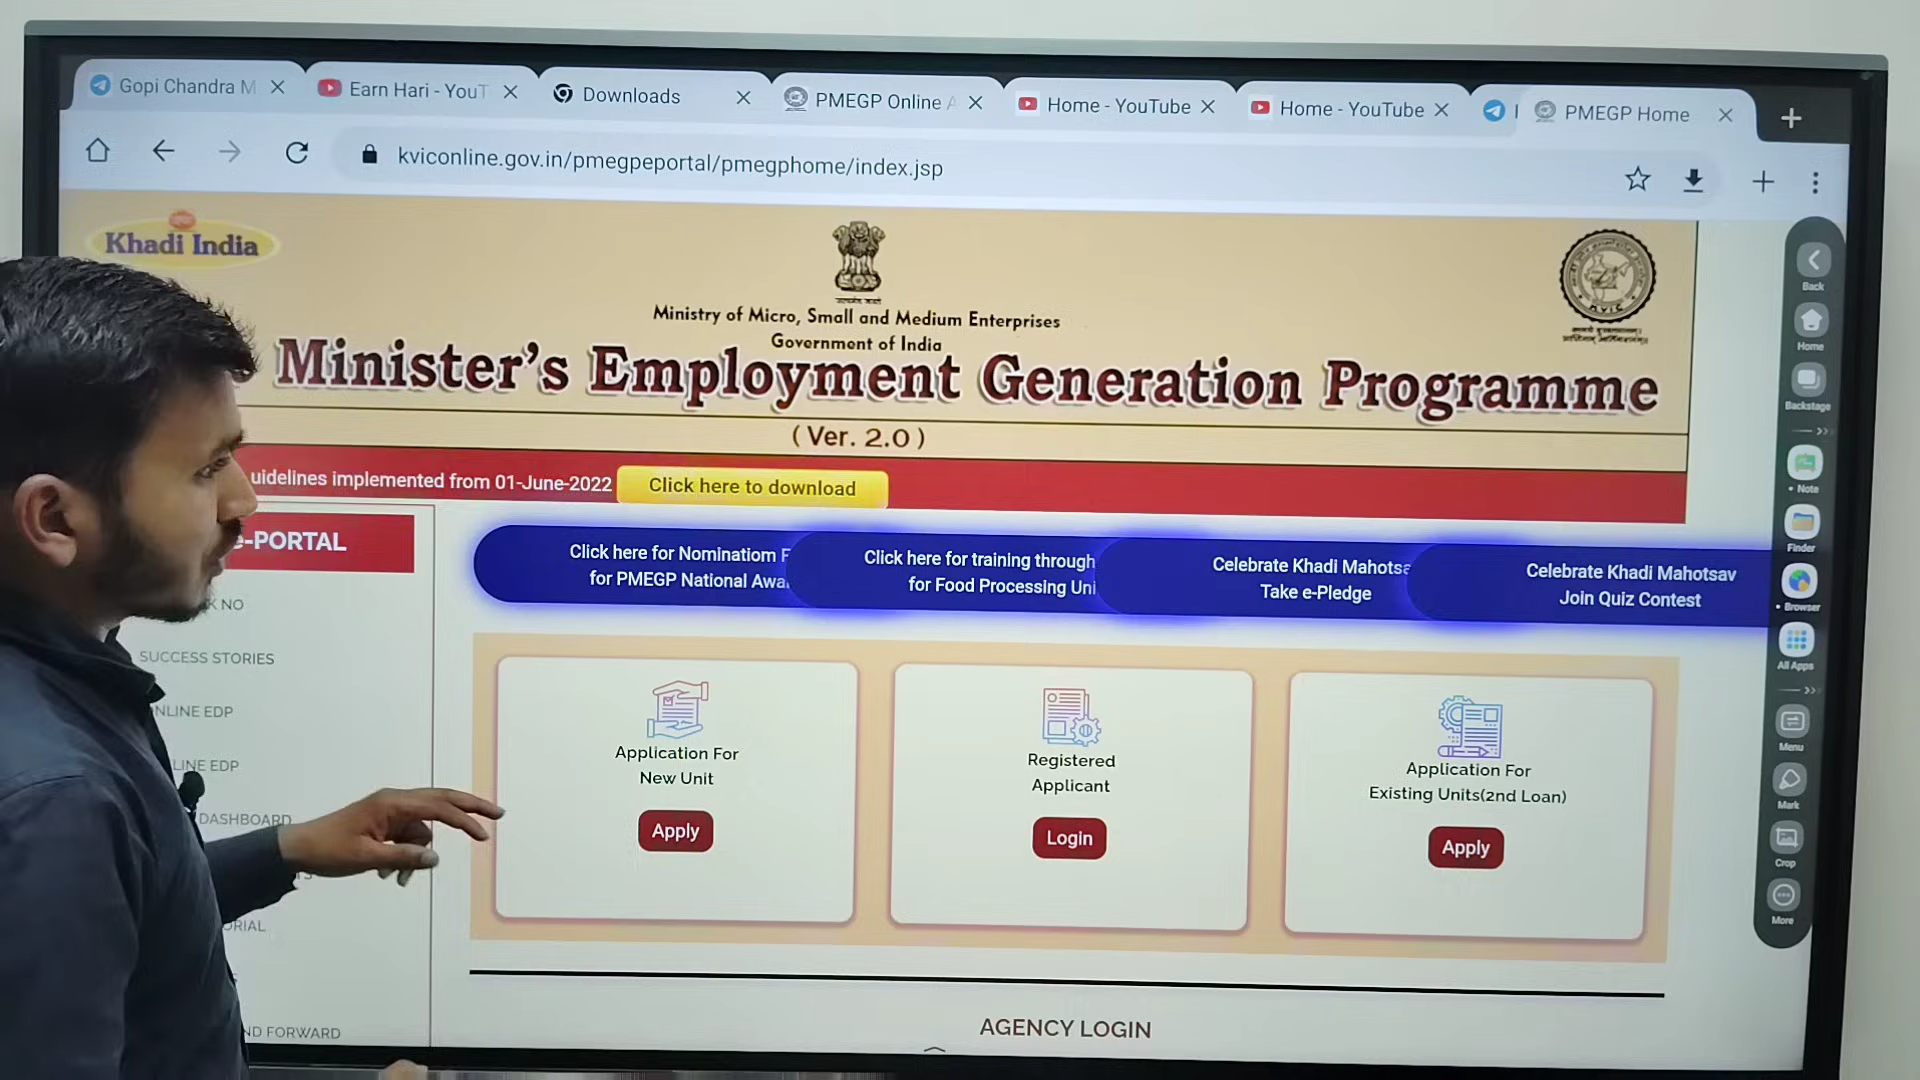 Gopi Chandra M
Earn Hari - YouT
Downloads
PMEGP Online A
Home - YouTube
Home - YouTube
PMEGP Home
kviconline.gov.in/pmegpeportal/pmegphome/index.jsp
Khadi India
Ministry of Micro, Small and Medium Enterprises
Government of India
Minister's Employment Generation Programme
(Ver. 2.0)
KVIC
uidelines implemented from 01-June-2022
Click here to download
e-PORTAL
K NO
SUCCESS STORIES
NLINE EDP
LINE EDP
DASHBOARD
ORIAL
ND FORWARD
Click here for Nominatiom F
for PMEGP National Awa
Click here for training through
for Food Processing Uni
Celebrate Khadi Mahotsa
Take e-Pledge
Celebrate Khadi Mahotsav
Join Quiz Contest
Application For
New Unit
Apply
Registered
Applicant
Login
Application For
Existing Units(2nd Loan)
Apply
AGENCY LOGIN
Back
Home
Backstage
Note
Finder
Browser
All Apps
Menu
Mark
Crop
More